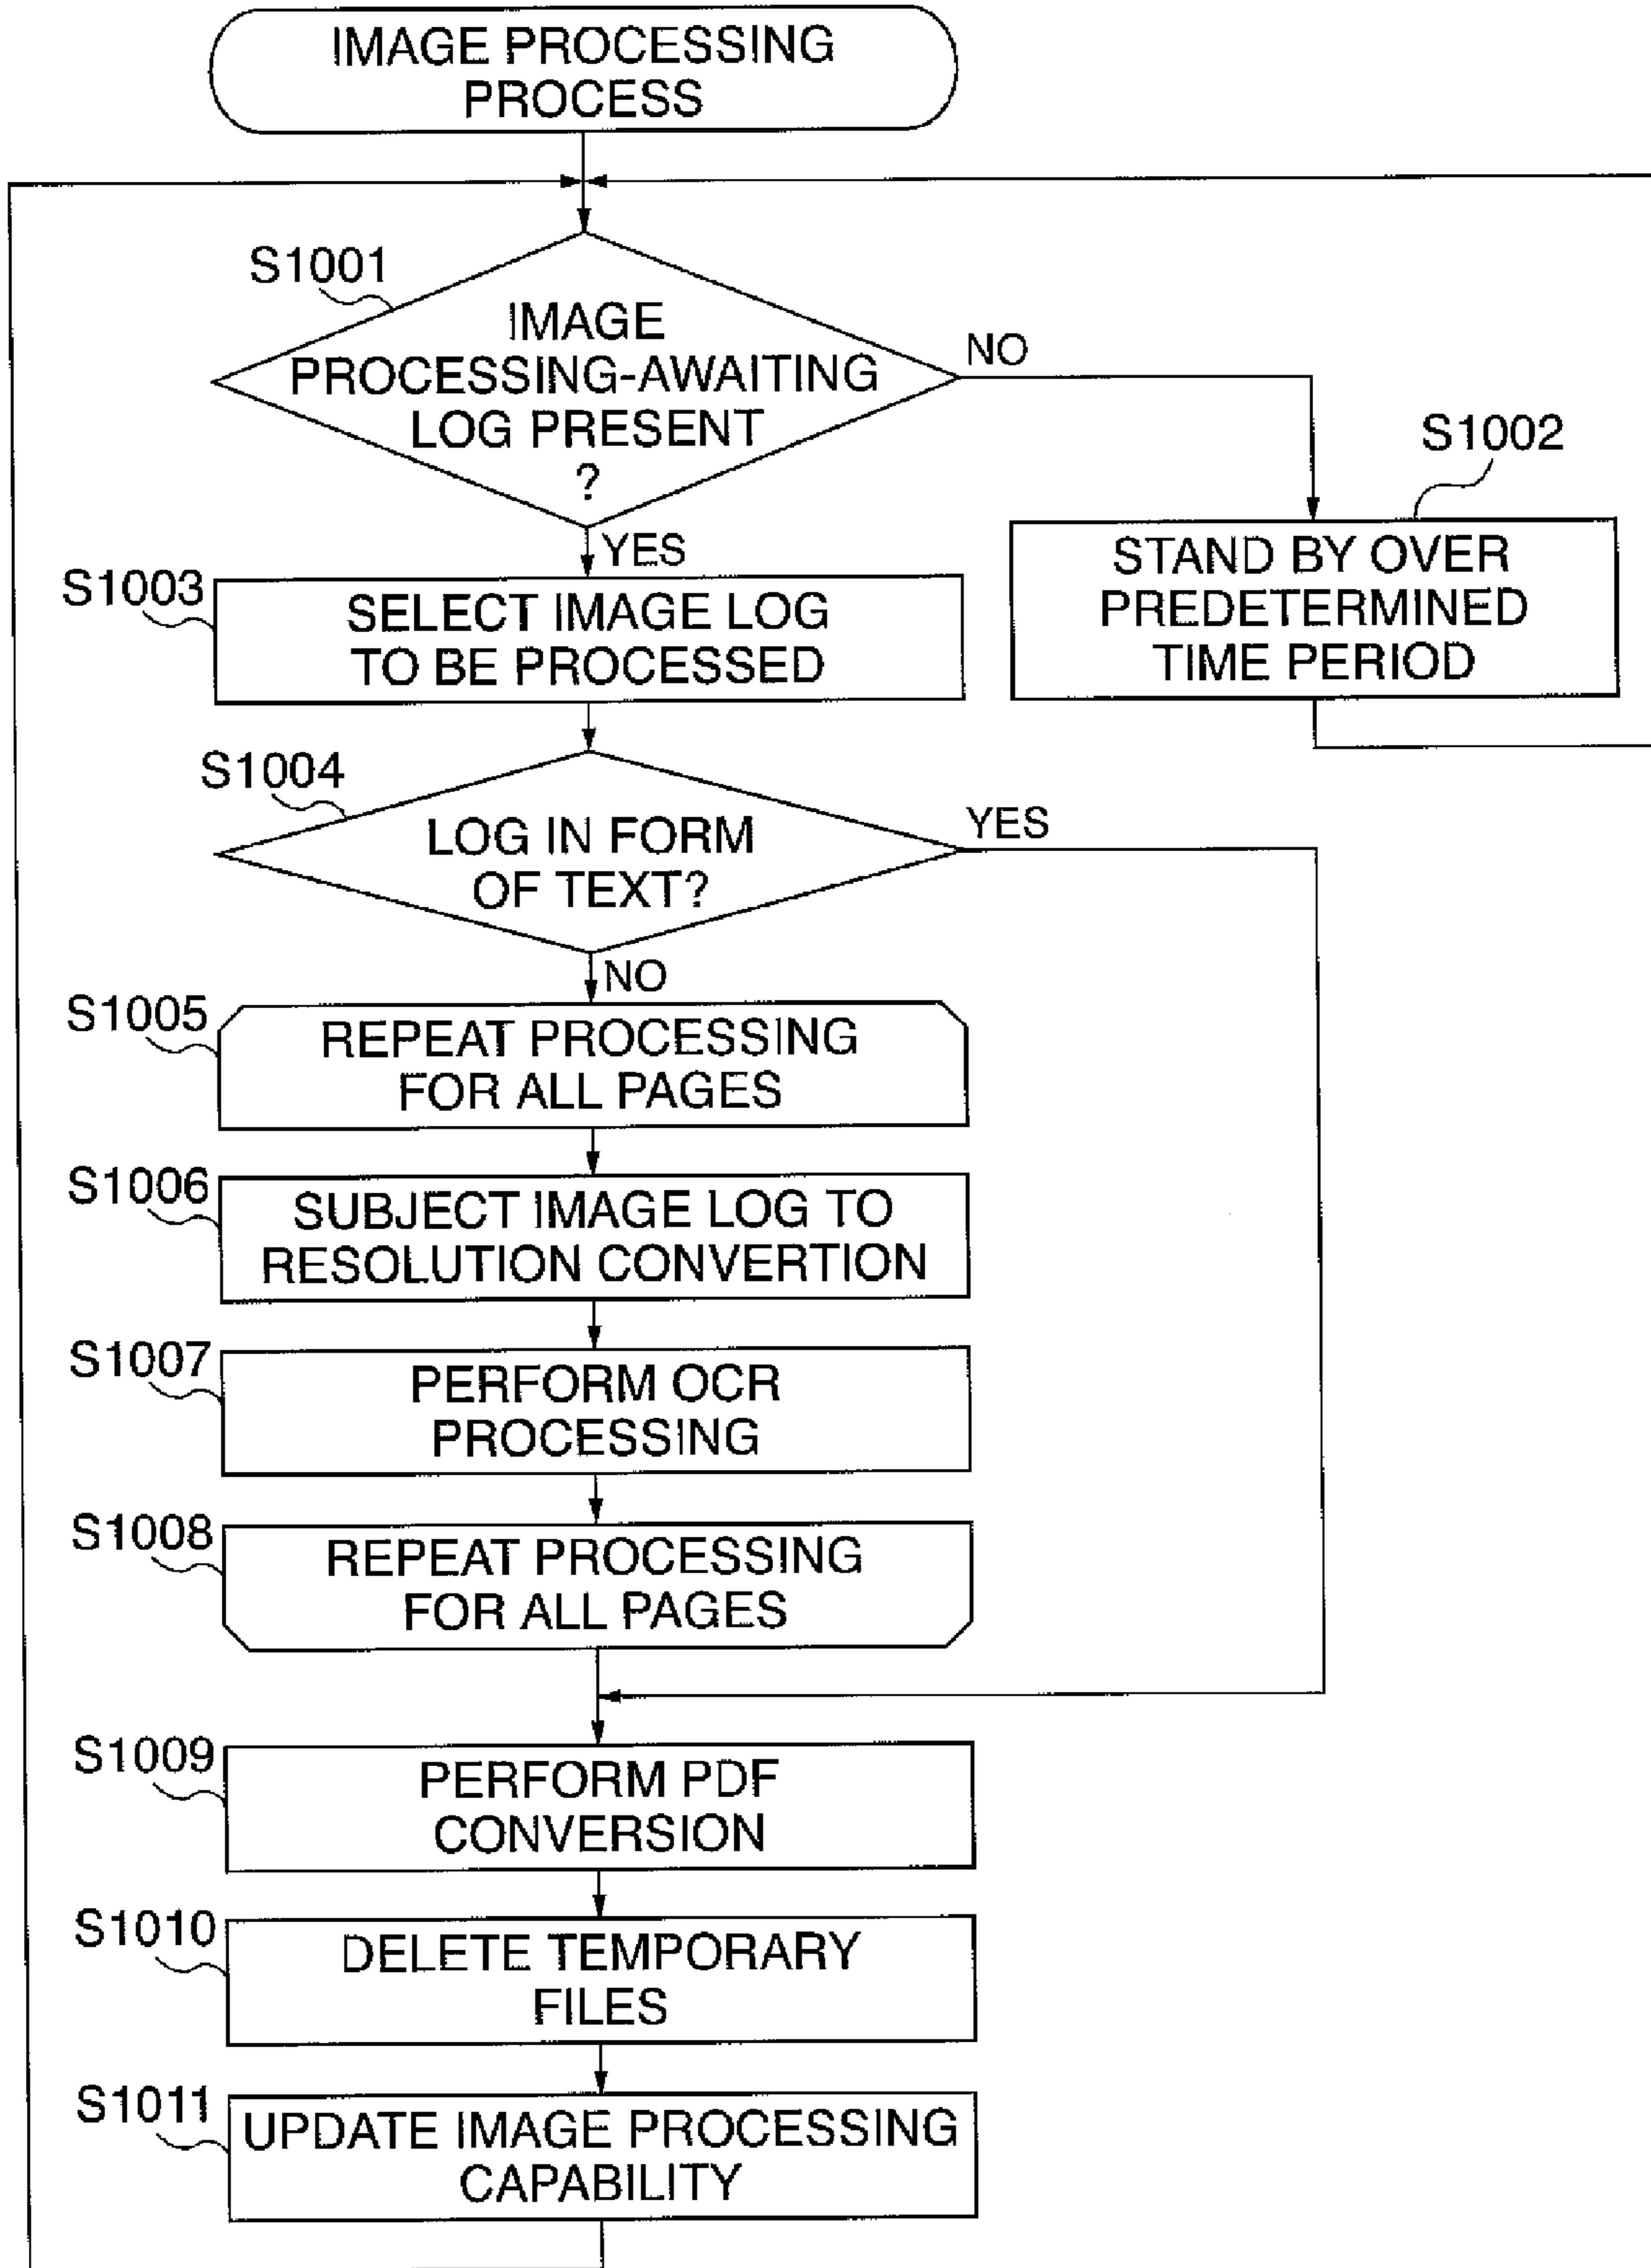 IMAGE PROCESSING
PROCESS
S1001
IMAGE
PROCESSING-AWAITING
LOG PRESENT
?
NO
YES
S1002
STAND BY OVER
PREDETERMINED
TIME PERIOD
S1003
SELECT IMAGE LOG
TO BE PROCESSED
S1004
LOG IN FORM
OF TEXT?
YES
NO
S1005
REPEAT PROCESSING
FOR ALL PAGES
S1006
SUBJECT IMAGE LOG TO
RESOLUTION CONVERTION
S1007
PERFORM OCR
PROCESSING
S1008
REPEAT PROCESSING
FOR ALL PAGES
S1009
PERFORM PDF
CONVERSION
S1010
DELETE TEMPORARY
FILES
S1011
UPDATE IMAGE PROCESSING
CAPABILITY